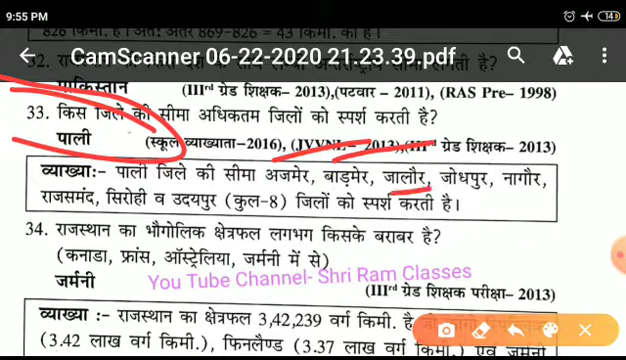 9:55 PM
14
826 किमी. है। अतः अंतर 869-826 = 43 किमी. का है।
CamScanner 06-22-2020 21.23.39.pdf
32.
पाकिस्तान (IIIrd ग्रेड शिक्षक - 2013),(पटवार - 2011), (RAS Pre- 1998)
33. किस जिले की सीमा अधिकतम जिलों को स्पर्श करती है?
पाली (स्कूल व्याख्याता-2016), (JVVNL- 2013),(IIIrd ग्रेड शिक्षक - 2013)
व्याख्या:- पाली जिले की सीमा अजमेर, बाड़मेर, जालौर, जोधपुर, नागौर,
राजसमंद, सिरोही व उदयपुर (कुल-8) जिलों को स्पर्श करती है।
34. राजस्थान का भौगोलिक क्षेत्रफल लगभग किसके बराबर है?
(कनाडा, फ्रांस, ऑस्ट्रेलिया, जर्मनी में से)
You Tube Channel- Shri Ram Classes
जर्मनी (IIIrd ग्रेड शिक्षक परीक्षा - 2013)
व्याख्या :- राजस्थान का क्षेत्रफल 3,42,239 वर्ग किमी. है
(3.42 लाख वर्ग किमी.), फिनलैण्ड (3.37 लाख वर्ग किमी.) एवं जर्मनी